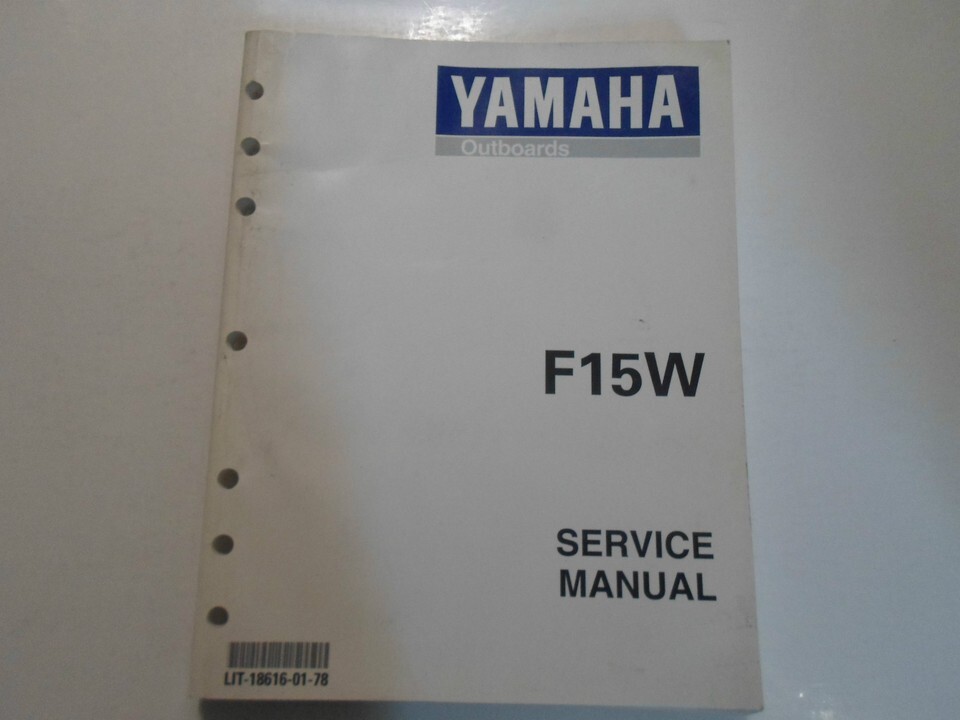 YAMAHA
Outboards
F15W
SERVICE
MANUAL
LIT-18616-01-78